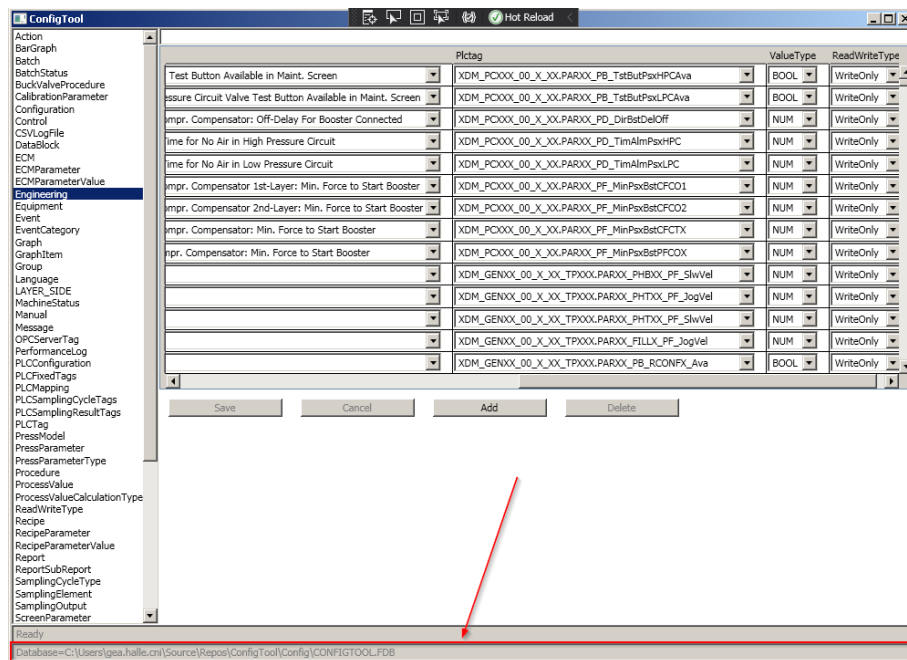 ConfigTool
Hot Reload
Action
BarGraph
Batch
BatchStatus
BuckValveProcedure
CalibrationParameter
Configuration
Control
CSVLogFile
DataBlock
ECM
ECMParameter
ECMParameterValue
Engineering
Equipment
Event
EventCategory
Graph
GraphItem
Group
Language
LAYER_SIDE
MachineStatus
Manual
Message
OPCServerTag
PerformanceLog
PLCConfiguration
PLCFixedTags
PLCMapping
PLCSamplingCycleTags
PLCSamplingResultTags
PLCTag
PressModel
PressParameter
PressParameterType
Procedure
ProcessValue
ProcessValueCalculationType
ReadWriteType
Recipe
RecipeParameter
RecipeParameterValue
Report
ReportSubReport
SamplingCycleType
SamplingElement
SamplingOutput
ScreenParameter
Plctag ValueType ReadWriteType
Test Button Available in Maint. Screen XDM_PCXXX_00_X_XX.PARXX_PB_TstButPsxHPCAva BOOL WriteOnly
essure Circuit Valve Test Button Available in Maint. Screen XDM_PCXXX_00_X_XX.PARXX_PB_TstButPsxLPCAva BOOL WriteOnly
ompr. Compensator: Off-Delay For Booster Connected XDM_PCXXX_00_X_XX.PARXX_PD_DirBstDelOff NUM WriteOnly
ime for No Air in High Pressure Circuit XDM_PCXXX_00_X_XX.PARXX_PD_TimAlmPsxHPC NUM WriteOnly
ime for No Air in Low Pressure Circuit XDM_PCXXX_00_X_XX.PARXX_PD_TimAlmPsxLPC NUM WriteOnly
ompr. Compensator 1st-Layer: Min. Force to Start Booster XDM_PCXXX_00_X_XX.PARXX_PF_MinPsxBstCFCO1 NUM WriteOnly
ompr. Compensator 2nd-Layer: Min. Force to Start Booster XDM_PCXXX_00_X_XX.PARXX_PF_MinPsxBstCFCO2 NUM WriteOnly
ompr. Compensator: Min. Force to Start Booster XDM_PCXXX_00_X_XX.PARXX_PF_MinPsxBstCFCTX NUM WriteOnly
mpr. Compensator: Min. Force to Start Booster XDM_PCXXX_00_X_XX.PARXX_PF_MinPsxBstPFCOX NUM WriteOnly
XDM_GENXX_00_X_XX_TPXXX.PARXX_PHBXX_PF_SlwVel NUM WriteOnly
XDM_GENXX_00_X_XX_TPXXX.PARXX_PHTXX_PF_JogVel NUM WriteOnly
XDM_GENXX_00_X_XX_TPXXX.PARXX_PHTXX_PF_SlwVel NUM WriteOnly
XDM_GENXX_00_X_XX_TPXXX.PARXX_FILLX_PF_JogVel NUM WriteOnly
XDM_GENXX_00_X_XX_TPXXX.PARXX_PB_RCONFX_Ava BOOL WriteOnly
Save Cancel Add Delete
Ready
Database=C:\Users\gea.halle.cni\Source\Repos\ConfigTool\Config\CONFIGTOOL.FDB